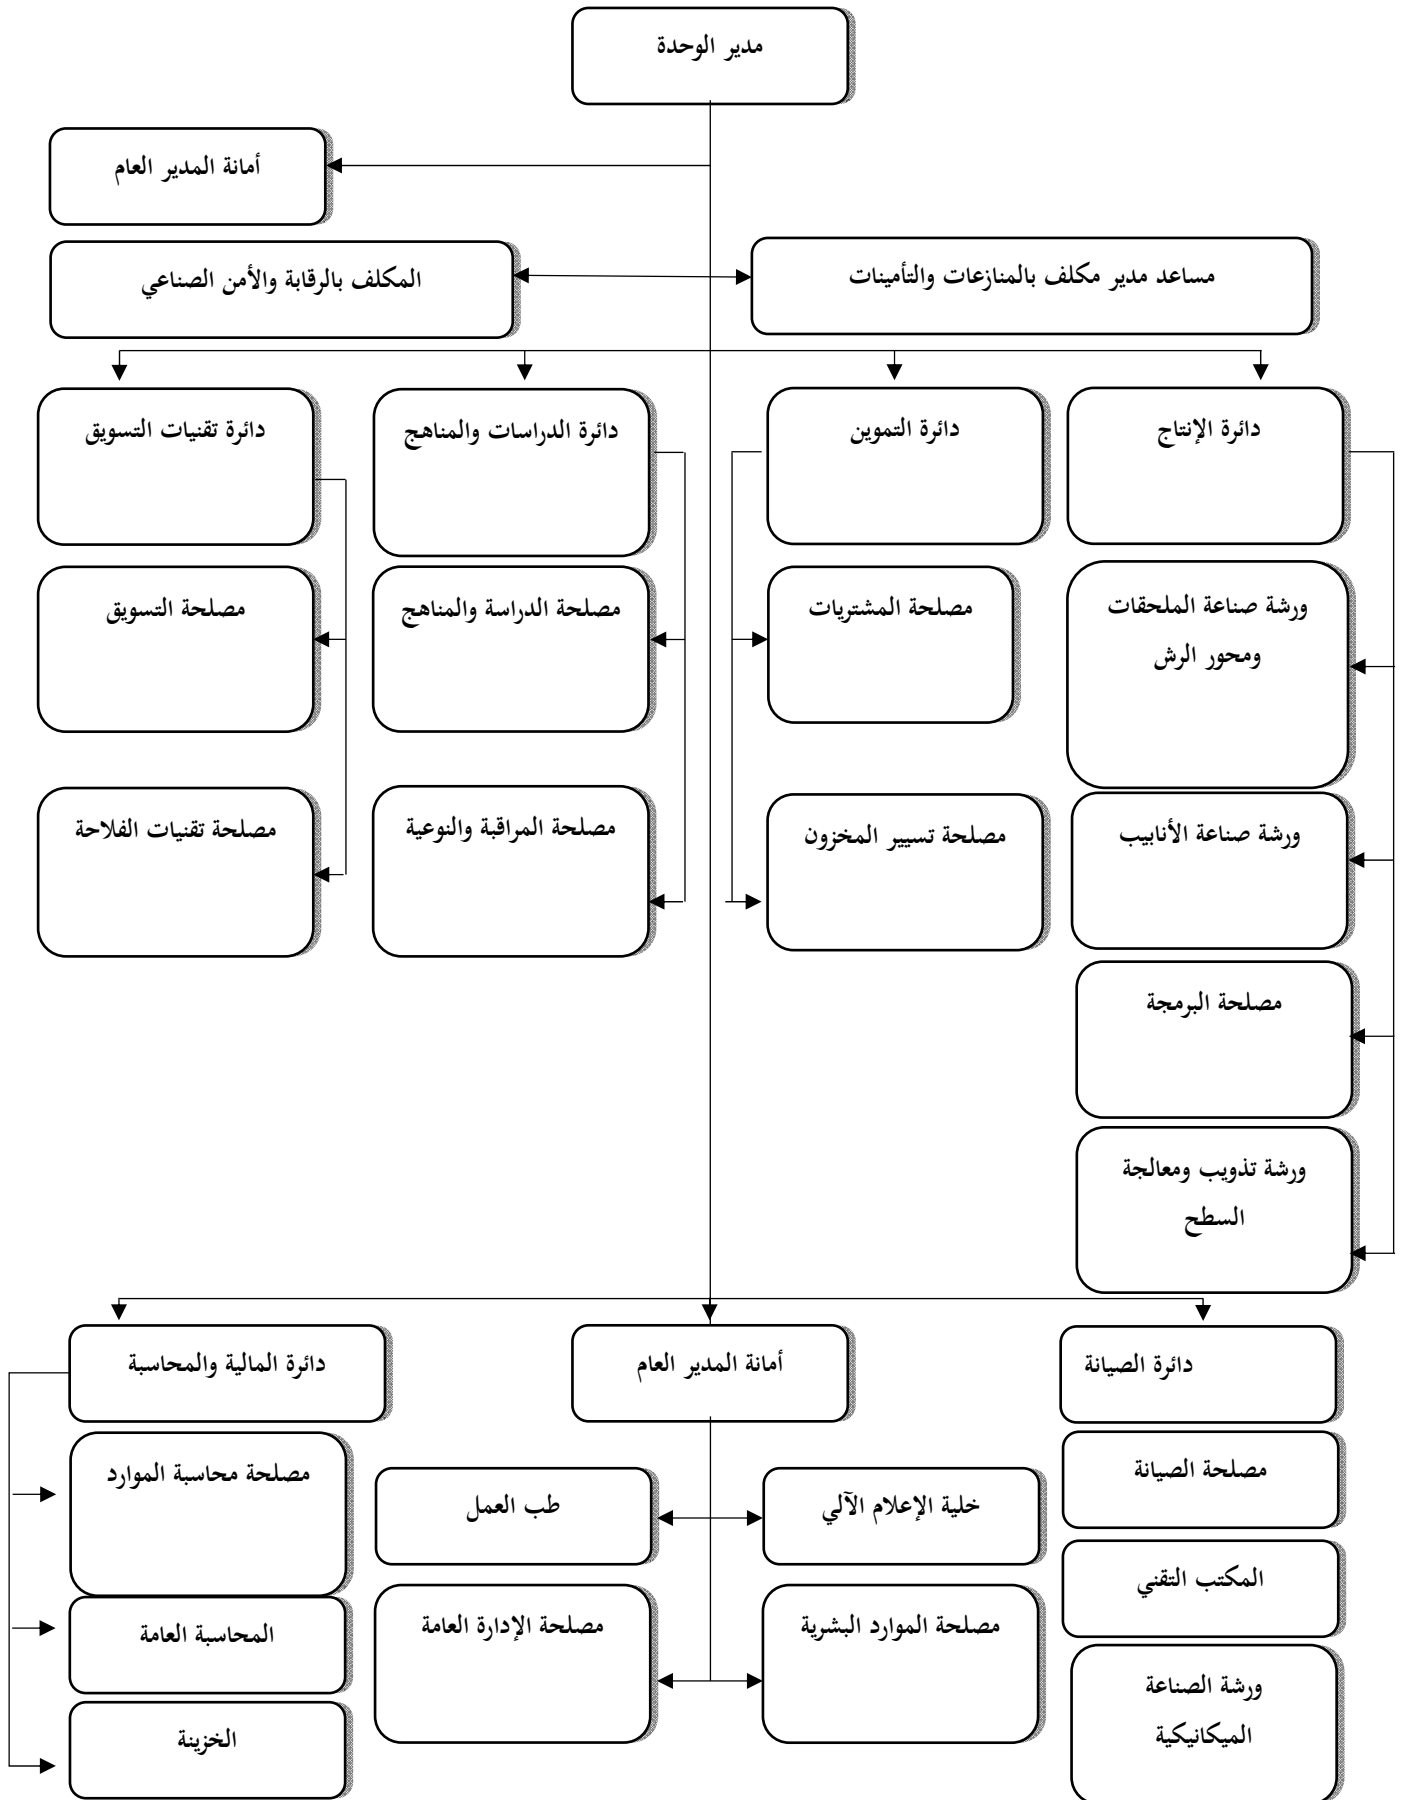 مدير الوحدة
أمانة المدير العام
مساعد مدير مكلف بالمنازعات والتأمينات
المكلف بالرقابة والأمن الصناعي
دائرة الإنتاج
دائرة التموين
دائرة الدراسات والمناهج
دائرة تقنيات التسويق
ورشة صناعة الملحقات
ومحور الرش
مصلحة المشتريات
مصلحة الدراسة والمناهج
مصلحة التسويق
ورشة صناعة الأنابيب
مصلحة تسيير المخزون
مصلحة المراقبة والنوعية
مصلحة تقنيات الفلاحة
مصلحة البرمجة
ورشة تذويب ومعالجة
السطح
دائرة الصيانة
أمانة المدير العام
دائرة المالية والمحاسبة
مصلحة الصيانة
خلية الإعلام الآلي
طب العمل
مصلحة محاسبة الموارد
المكتب التقني
مصلحة الموارد البشرية
مصلحة الإدارة العامة
المحاسبة العامة
ورشة الصناعة
الميكانيكية
الخزينة